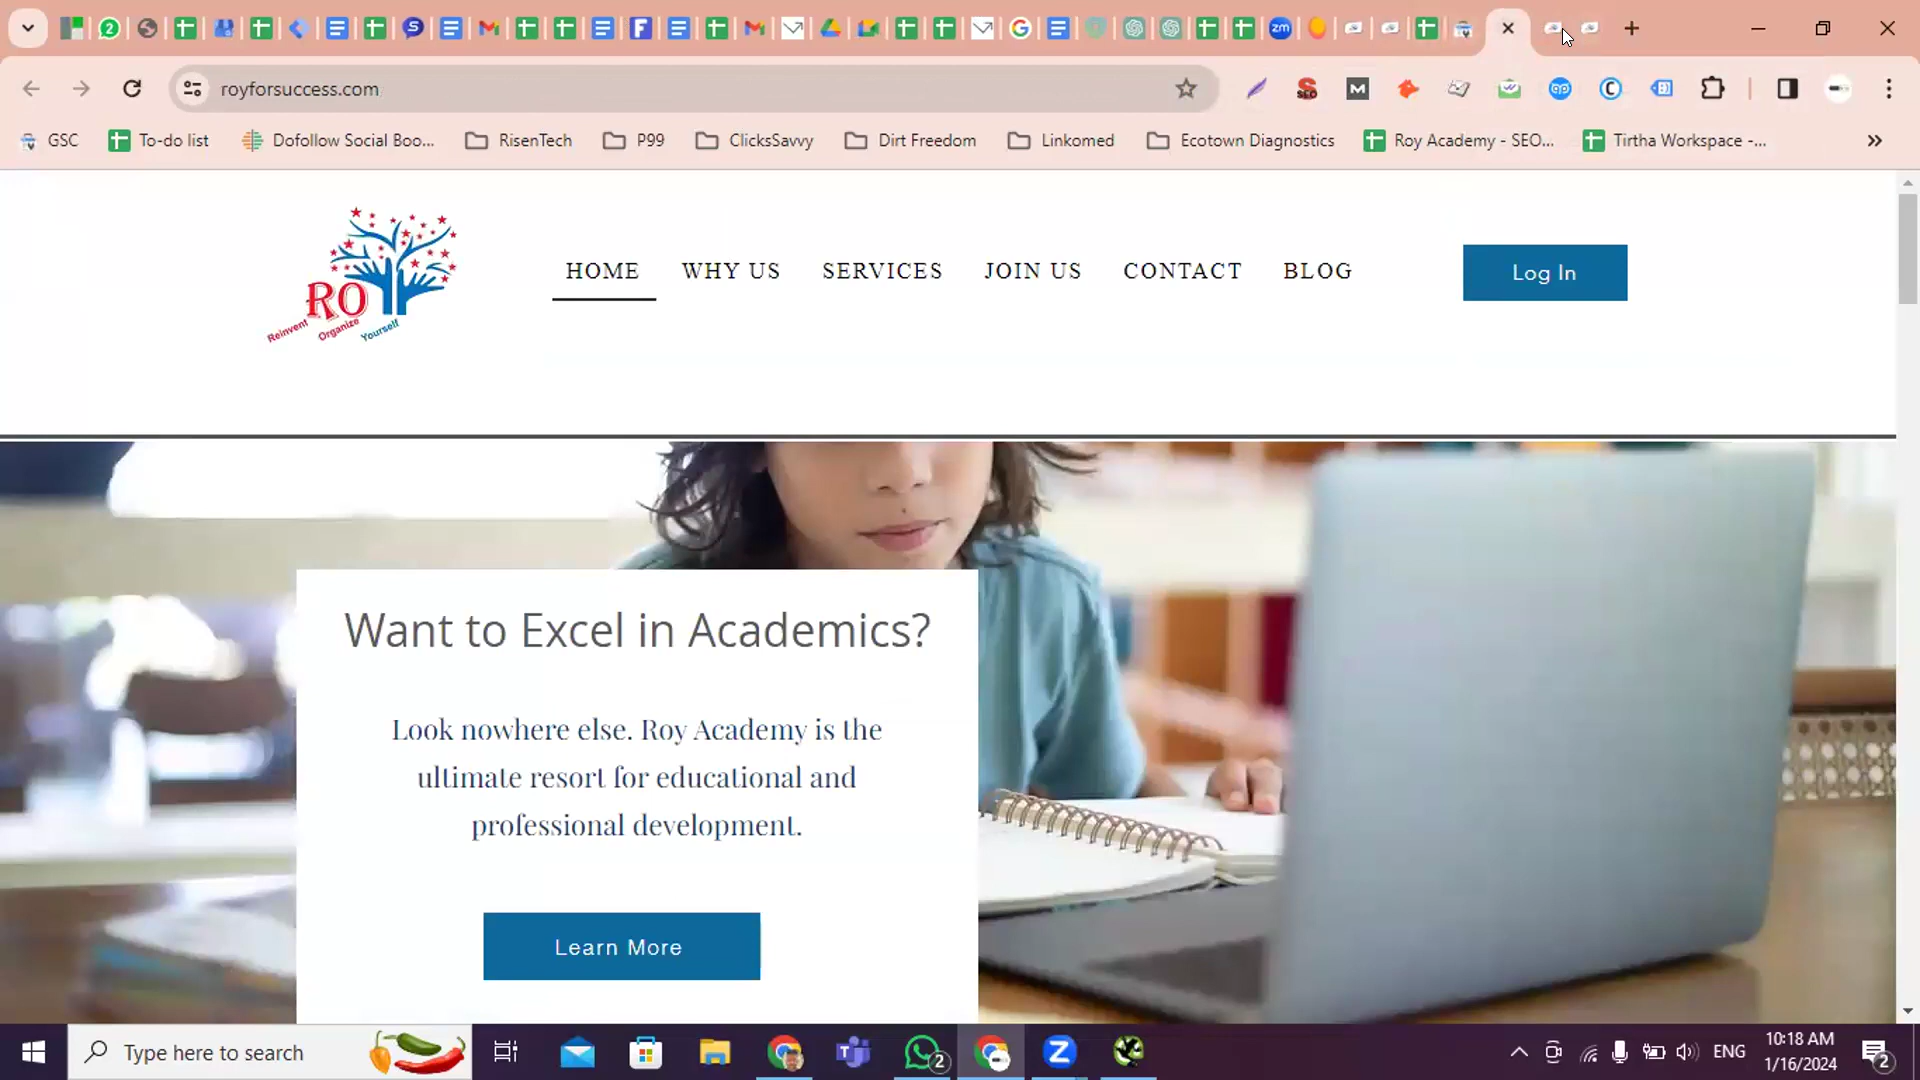 royforsuccess.com
GSC
To-do list
Dofollow Social Boo...
RisenTech
P99
ClicksSavvy
Dirt Freedom
Linkomed
Ecotown Diagnostics
Roy Academy - SEO...
Tirtha Workspace -...
ROY
Reinvent Organize Yourself
HOME
WHY US
SERVICES
JOIN US
CONTACT
BLOG
Log In
Want to Excel in Academics?
Look nowhere else. Roy Academy is the
ultimate resort for educational and
professional development.
Learn More
Type here to search
2
ENG
10:18 AM
1/16/2024
2